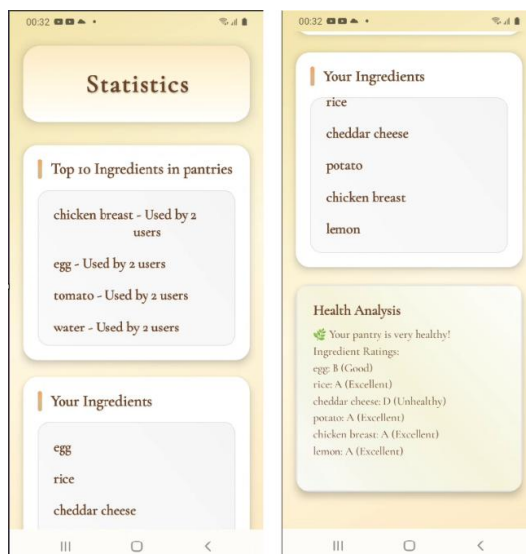 00:32
Statistics
Top 10 Ingredients in pantries
chicken breast - Used by 2
users
egg - Used by 2 users
tomato - Used by 2 users
water - Used by 2 users
Your Ingredients
egg
rice
cheddar cheese
00:32
Your Ingredients
rice
cheddar cheese
potato
chicken breast
lemon
Health Analysis
🌿 Your pantry is very healthy!
Ingredient Ratings:
egg: B (Good)
rice: A (Excellent)
cheddar cheese: D (Unhealthy)
potato: A (Excellent)
chicken breast: A (Excellent)
lemon: A (Excellent)